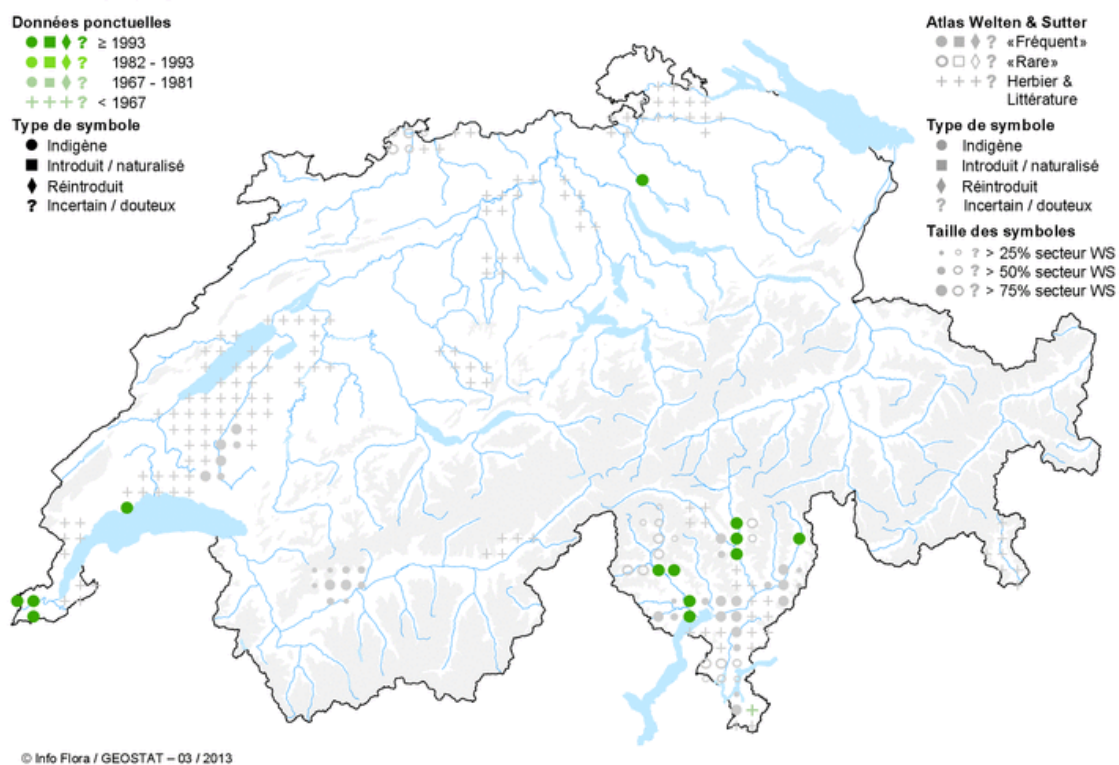 Données ponctuelles
? ≥ 1993
? 1982 - 1993
? 1967 - 1981
+++? < 1967
Type de symbole
Indigène
Introduit / naturalisé
Réintroduit
? Incertain / douteux
Atlas Welten & Sutter
? «Fréquent»
? «Rare»
+++? Herbier &
Littérature
Type de symbole
Indigène
Introduit / naturalisé
Réintroduit
? Incertain / douteux
Taille des symboles
? > 25% secteur WS
? > 50% secteur WS
? > 75% secteur WS
© Info Flora / GEOSTAT – 03 / 2013